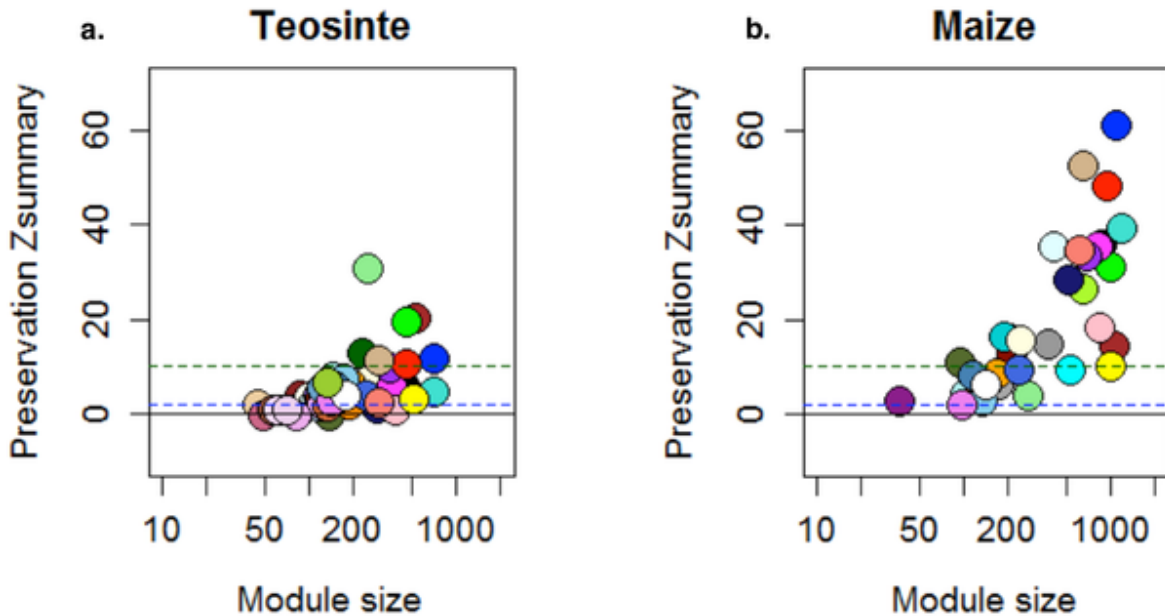 a. Teosinte
Preservation Zsummary
60
40
20
0
10 50 200 1000
Module size
b. Maize
Preservation Zsummary
60
40
20
0
10 50 200 1000
Module size